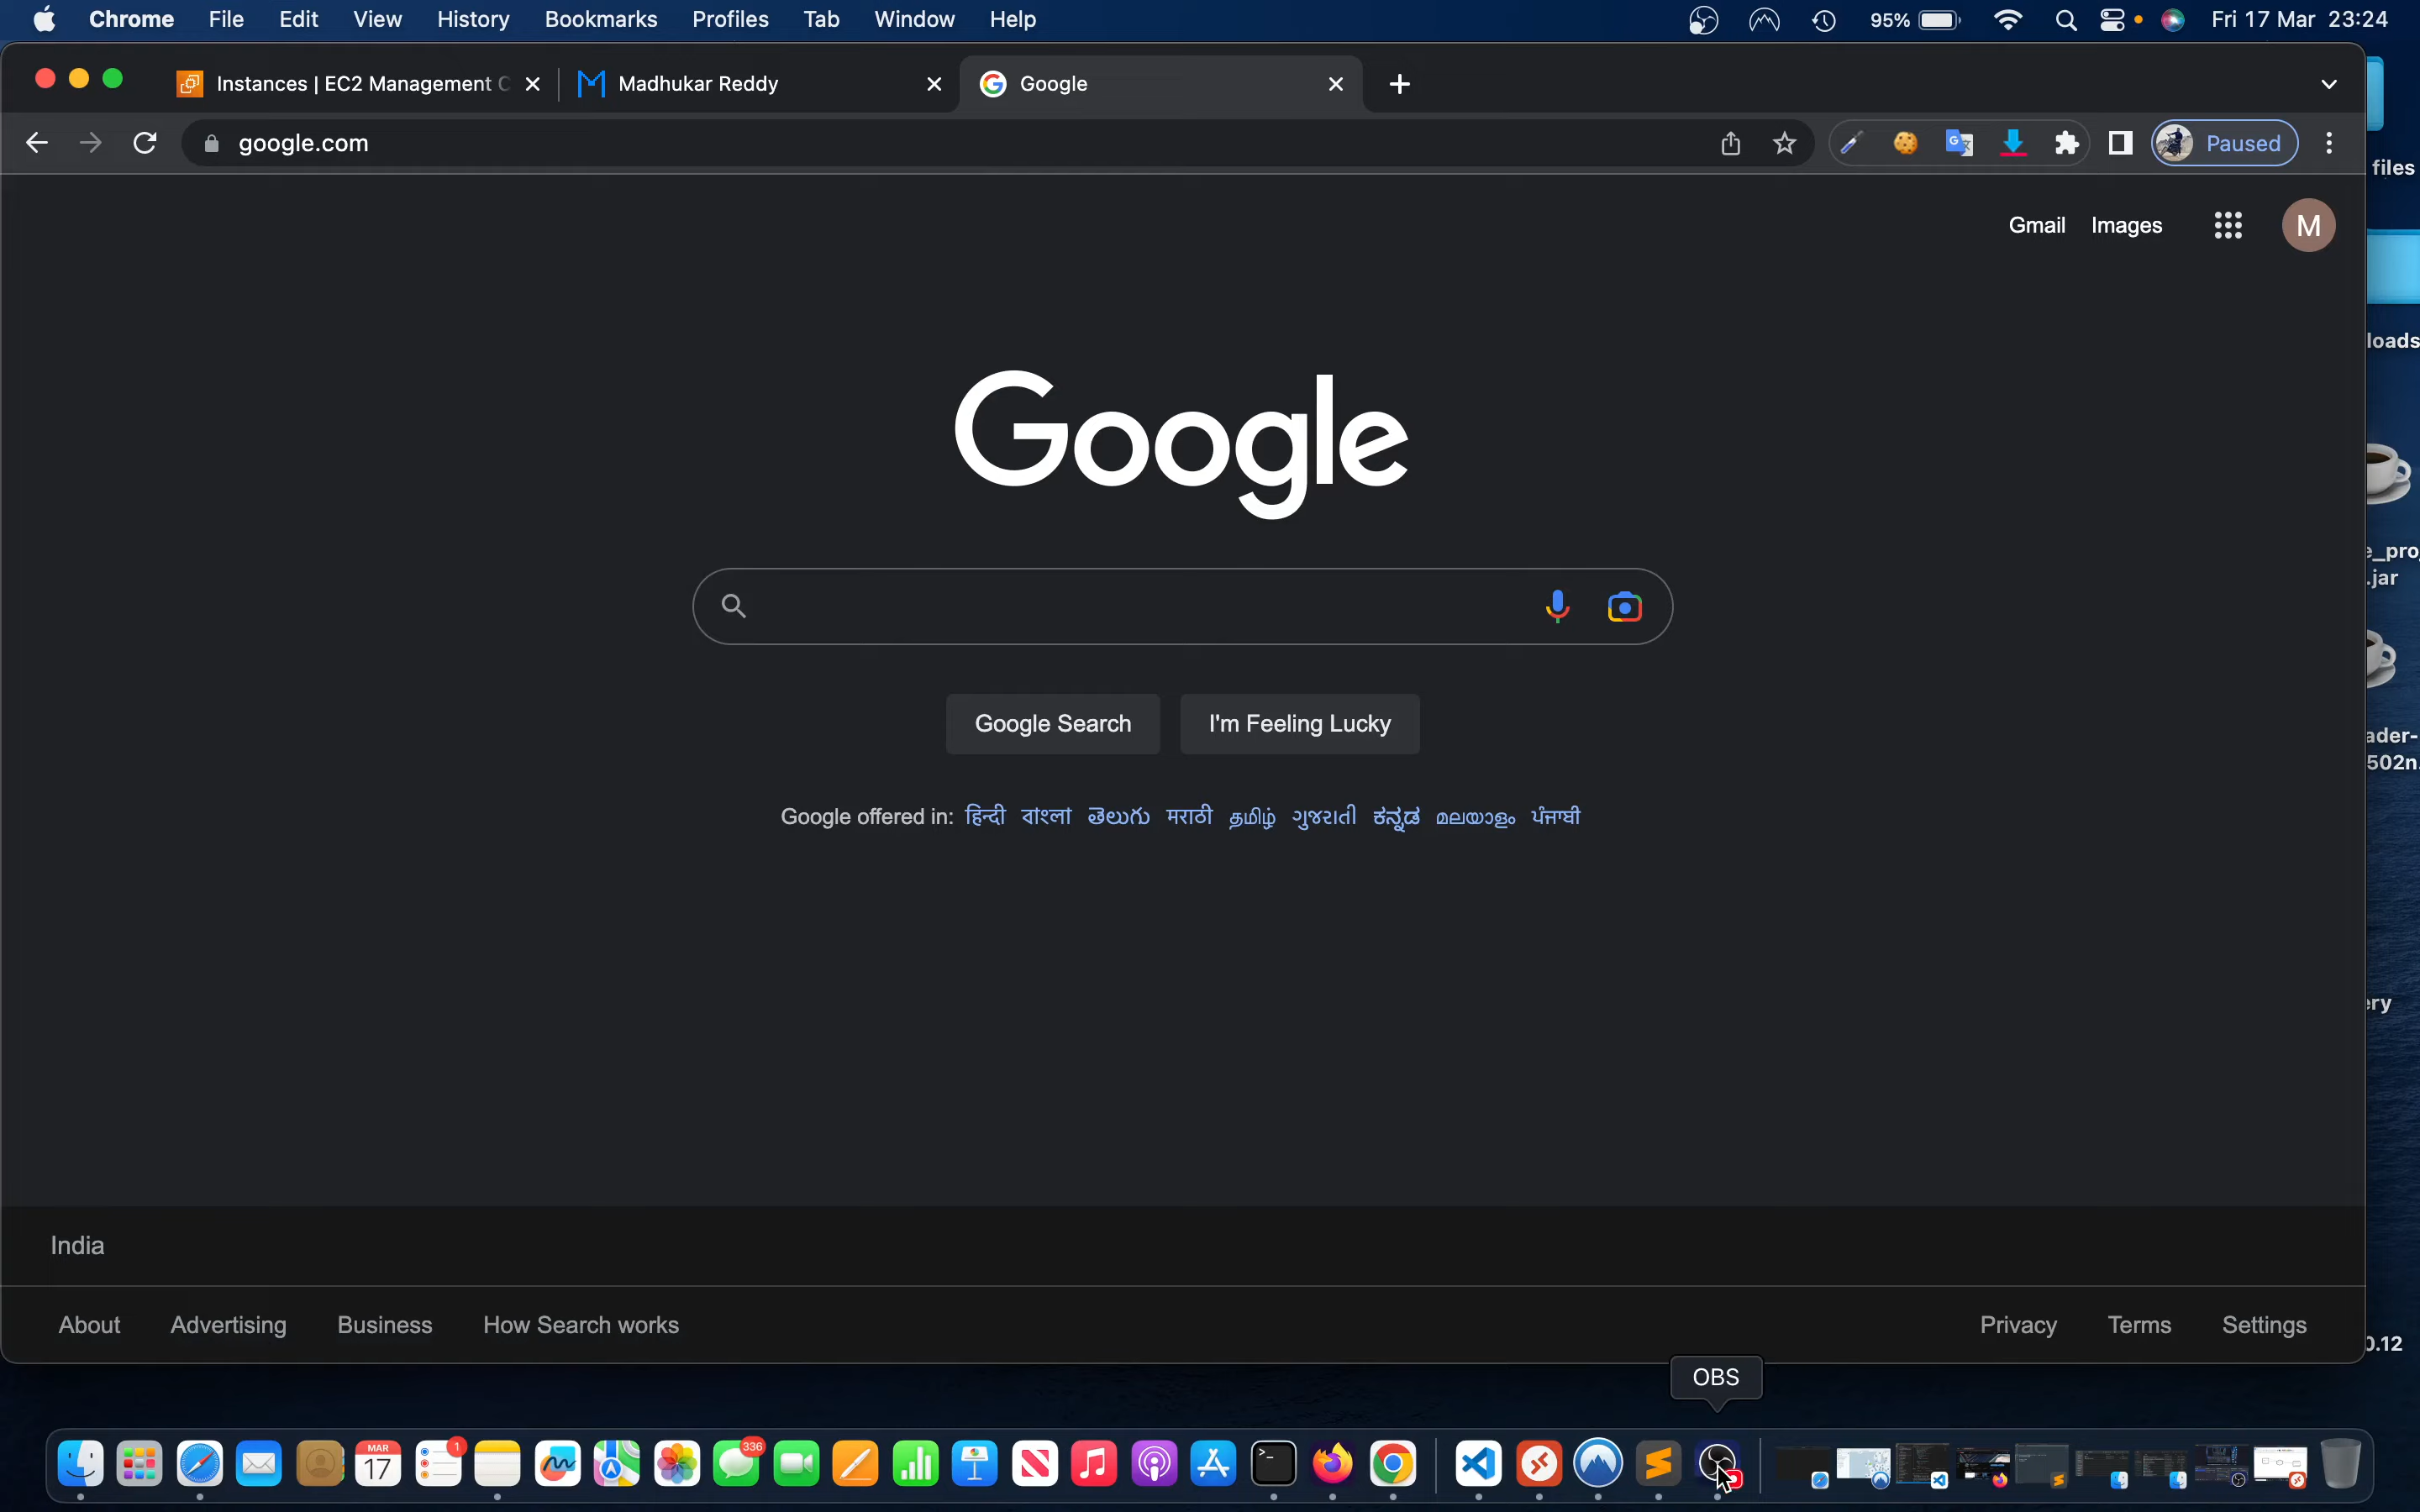 Chrome File Edit View History Bookmarks Profiles Tab Window Help 95% Fri 17 Mar 23:24
Instances | EC2 Management C Madhukar Reddy Google
google.com Paused
files
Gmail Images M
loads
Google
e_pro
.jar
Google Search I'm Feeling Lucky
ader-
502n
Google offered in: हिन्दी বাংলা తెలుగు मराठी தமிழ் ગુજરાતી ಕನ್ನಡ മലയാളം ਪੰਜਾਬੀ
ery
India
About Advertising Business How Search works Privacy Terms Settings
0.12
OBS
MAR
17
1
336